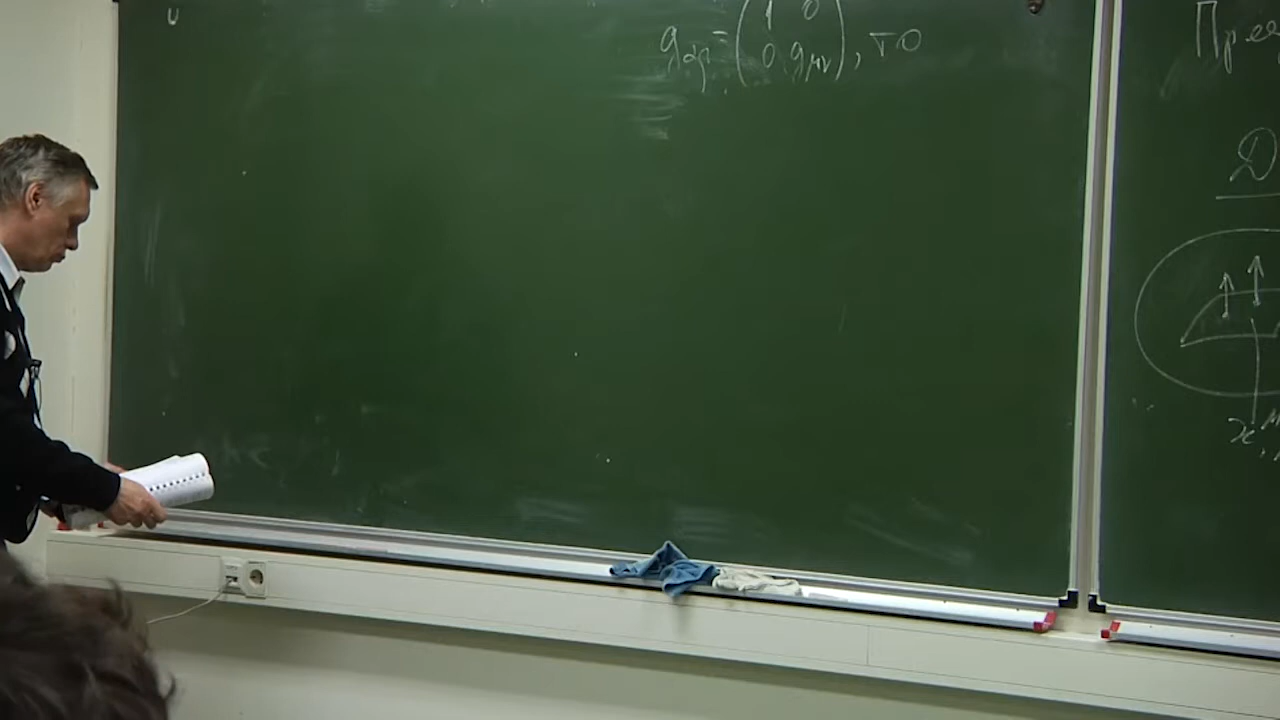 g_{αβ} = (1 0
0 g_{μν}), то
Пре
D
x^μ